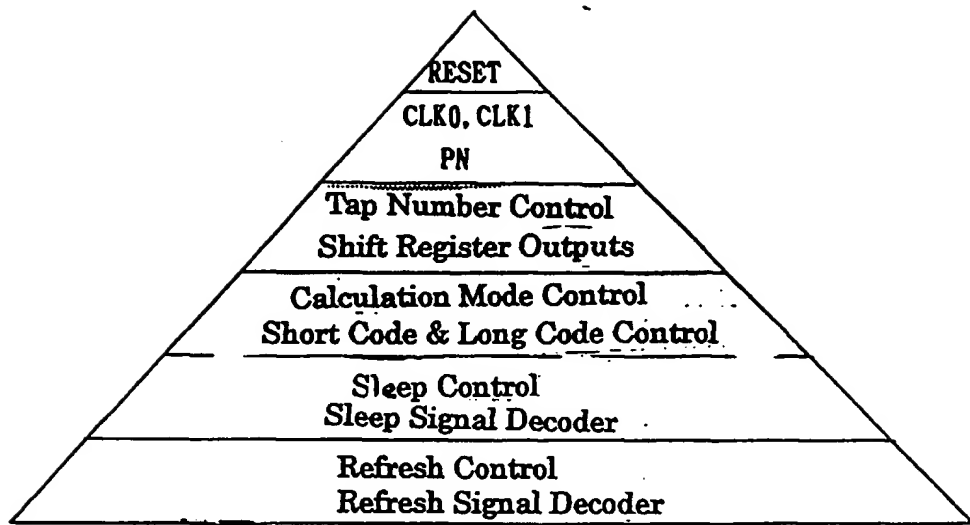 RESET
CLK0, CLK1
PN
Tap Number Control
Shift Register Outputs
Calculation Mode Control
Short Code & Long Code Control
Sleep Control
Sleep Signal Decoder
Refresh Control
Refresh Signal Decoder